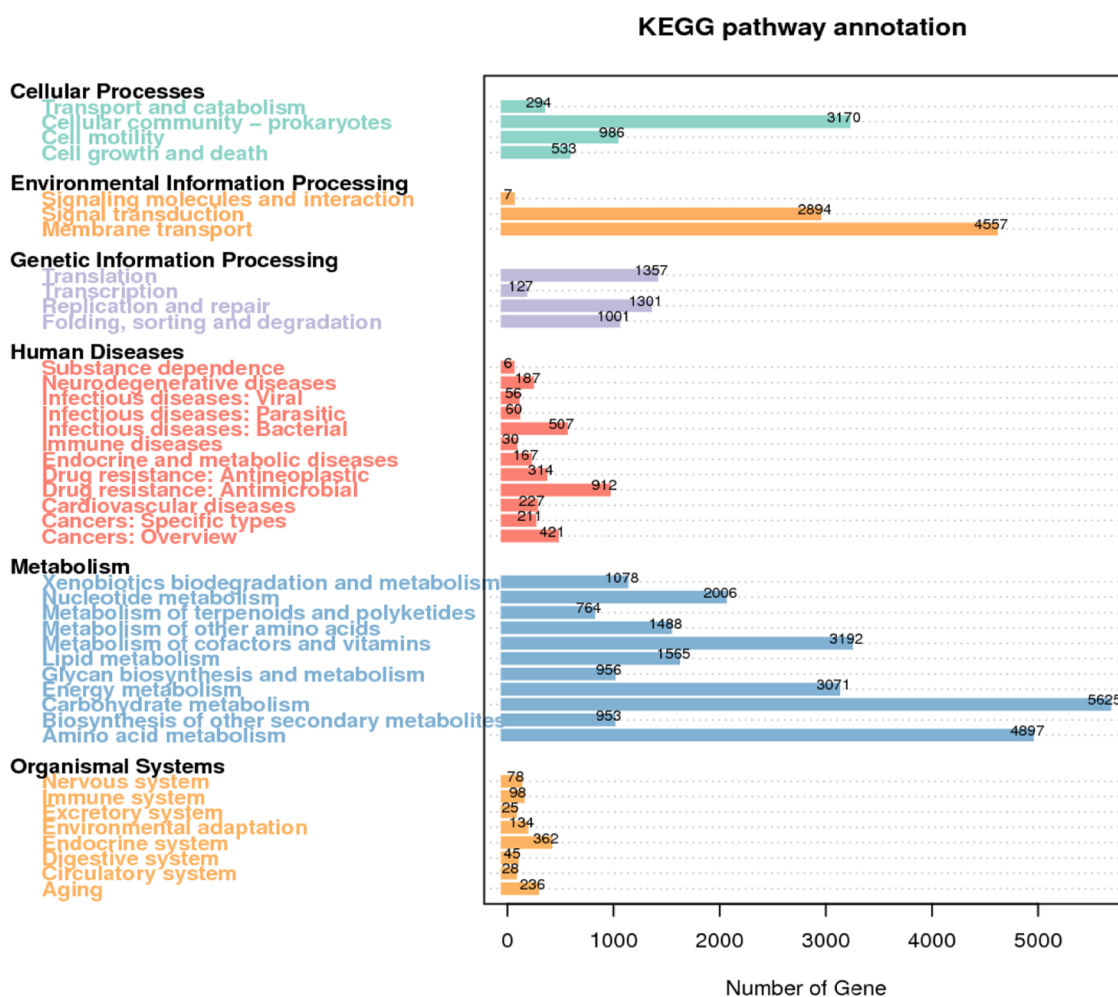 KEGG pathway annotation
Cellular Processes
Transport and catabolism 294
Cellular community – prokaryotes 3170
Cell motility 986
Cell growth and death 533
Environmental Information Processing
Signaling molecules and interaction 7
Signal transduction 2894
Membrane transport 4557
Genetic Information Processing
Translation 1357
Transcription 127
Replication and repair 1301
Folding, sorting and degradation 1001
Human Diseases
Substance dependence 6
Neurodegenerative diseases 187
Infectious diseases: Viral 56
Infectious diseases: Parasitic 60
Infectious diseases: Bacterial 507
Immune diseases 30
Endocrine and metabolic diseases 167
Drug resistance: Antineoplastic 314
Drug resistance: Antimicrobial 912
Cardiovascular diseases 227
Cancers: Specific types 211
Cancers: Overview 421
Metabolism
Xenobiotics biodegradation and metabolism 1078
Nucleotide metabolism 2006
Metabolism of terpenoids and polyketides 764
Metabolism of other amino acids 1488
Metabolism of cofactors and vitamins 3192
Lipid metabolism 1565
Glycan biosynthesis and metabolism 956
Energy metabolism 3071
Carbohydrate metabolism 5625
Biosynthesis of other secondary metabolites 953
Amino acid metabolism 4897
Organismal Systems
Nervous system 78
Immune system 98
Excretory system 25
Environmental adaptation 134
Endocrine system 362
Digestive system 45
Circulatory system 28
Aging 236
0 1000 2000 3000 4000 5000
Number of Gene